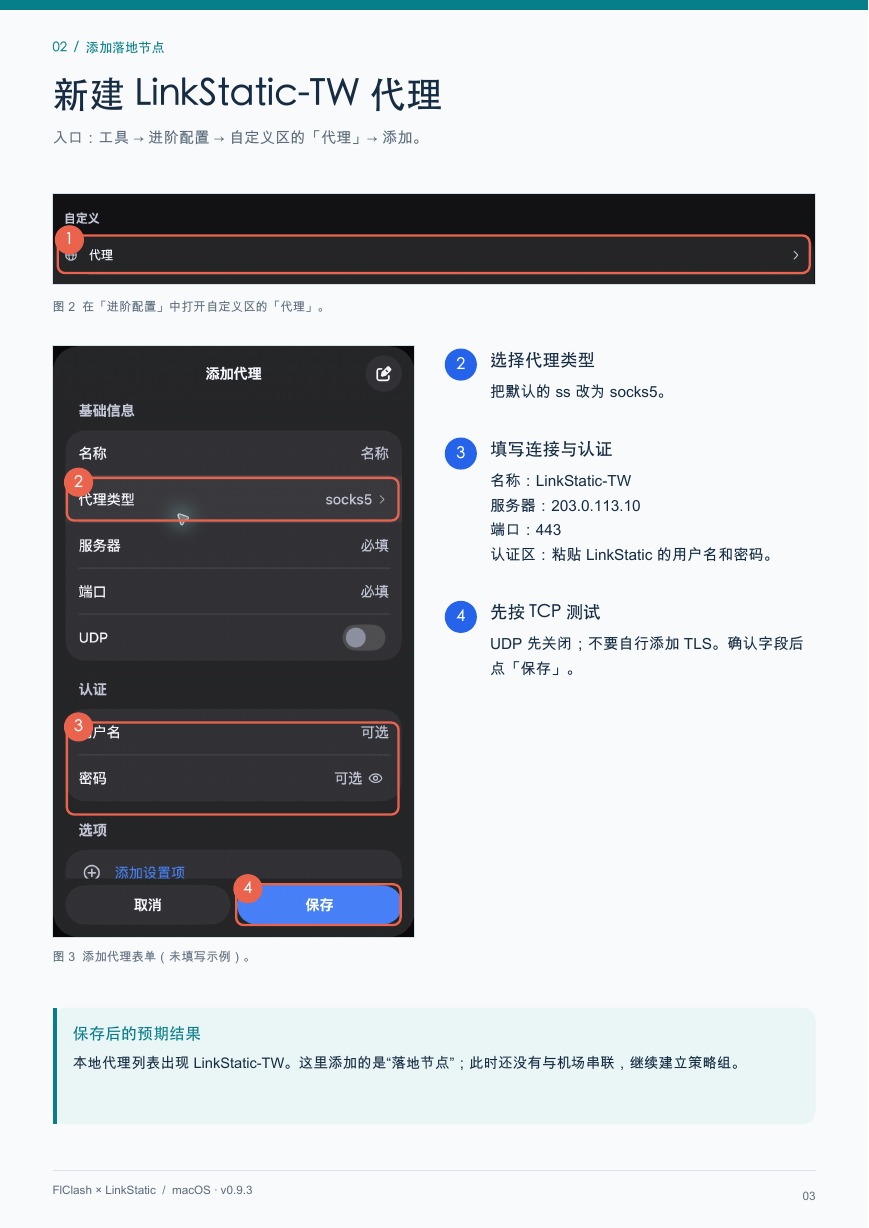 02 / 添加落地节点
新建 LinkStatic-TW 代理
入口：工具 → 进阶配置 → 自定义区的「代理」→ 添加。
自定义
1
代理
图 2 在「进阶配置」中打开自定义区的「代理」。
添加代理
基础信息
名称 名称
2
代理类型 socks5
服务器 必填
端口 必填
UDP
认证
3
户名 可选
密码 可选
选项
添加设置项
4
取消 保存
图 3 添加代理表单（未填写示例）。
2 选择代理类型
把默认的 ss 改为 socks5。
3 填写连接与认证
名称：LinkStatic-TW
服务器：203.0.113.10
端口：443
认证区：粘贴 LinkStatic 的用户名和密码。
4 先按 TCP 测试
UDP 先关闭；不要自行添加 TLS。确认字段后
点「保存」。
保存后的预期结果
本地代理列表出现 LinkStatic-TW。这里添加的是“落地节点”；此时还没有与机场串联，继续建立策略组。
FlClash × LinkStatic / macOS · v0.9.3
03